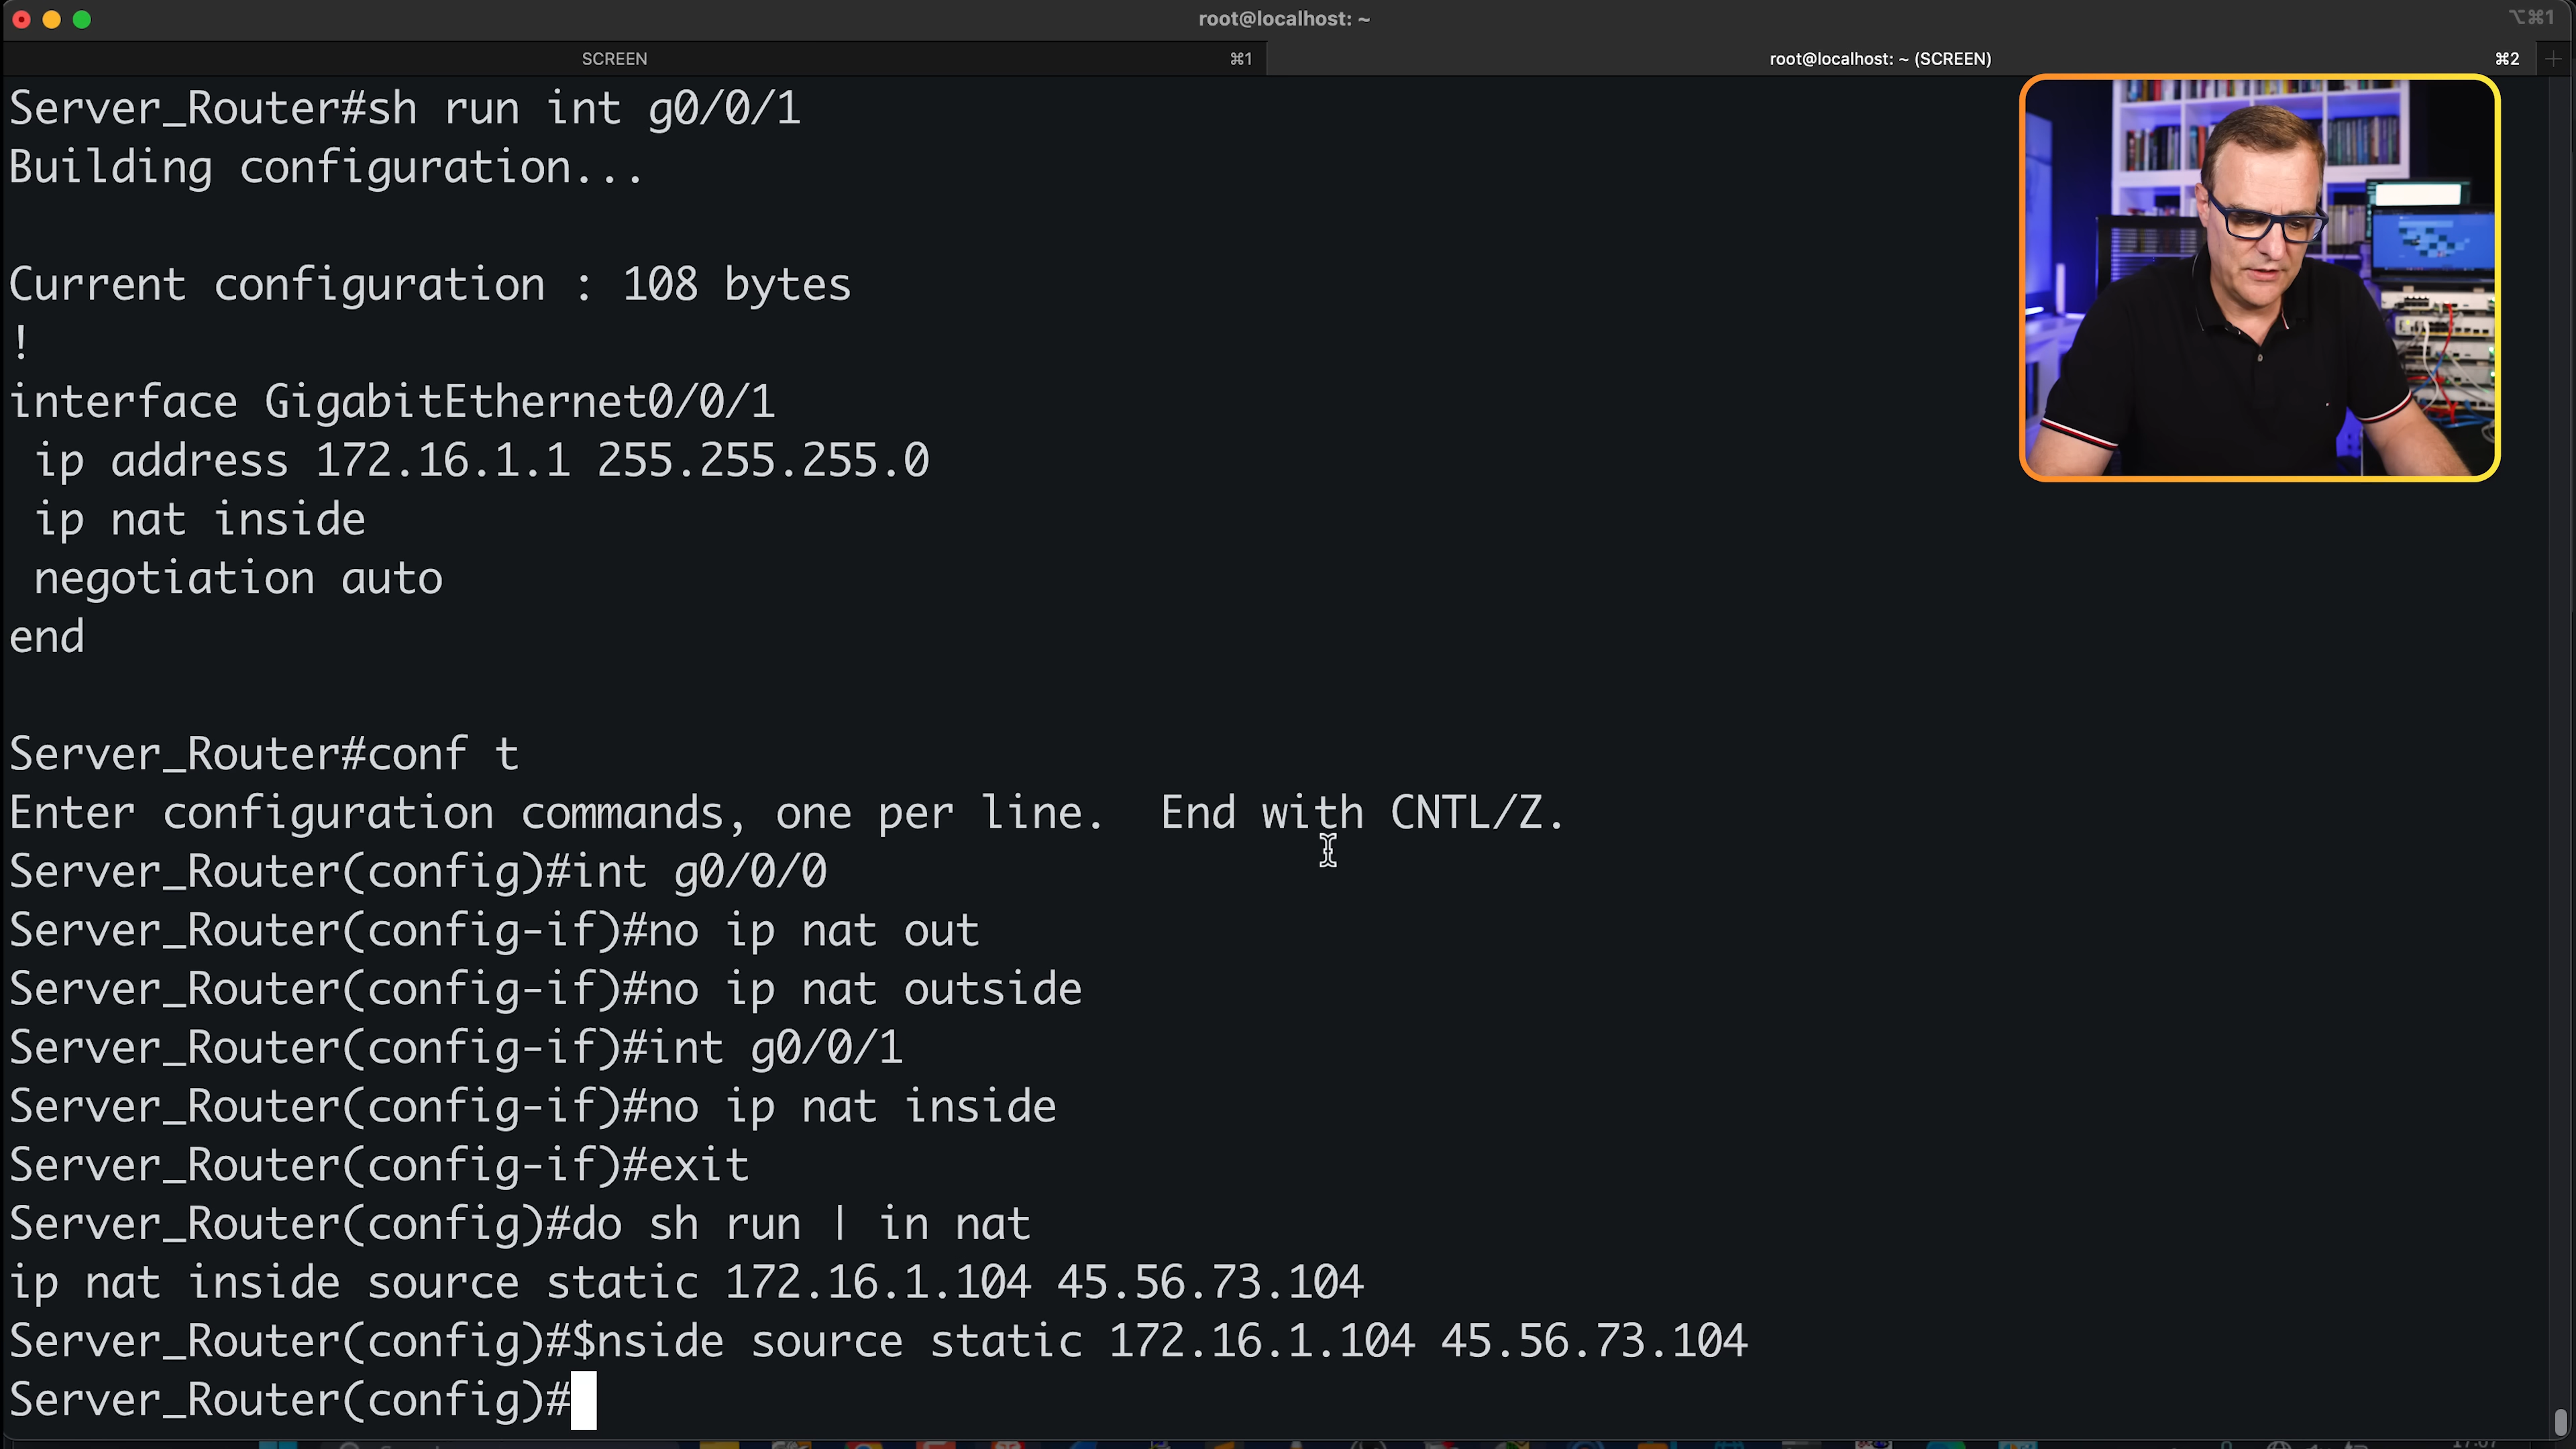 root@localhost: ~
⌥⌘1
SCREEN ⌘1
root@localhost: ~ (SCREEN) ⌘2
Server_Router#sh run int g0/0/1
Building configuration...
Current configuration : 108 bytes
!
interface GigabitEthernet0/0/1
ip address 172.16.1.1 255.255.255.0
ip nat inside
negotiation auto
end
Server_Router#conf t
Enter configuration commands, one per line.  End with CNTL/Z.
Server_Router(config)#int g0/0/0
Server_Router(config-if)#no ip nat out
Server_Router(config-if)#no ip nat outside
Server_Router(config-if)#int g0/0/1
Server_Router(config-if)#no ip nat inside
Server_Router(config-if)#exit
Server_Router(config)#do sh run | in nat
ip nat inside source static 172.16.1.104 45.56.73.104
Server_Router(config)#$nside source static 172.16.1.104 45.56.73.104
Server_Router(config)#